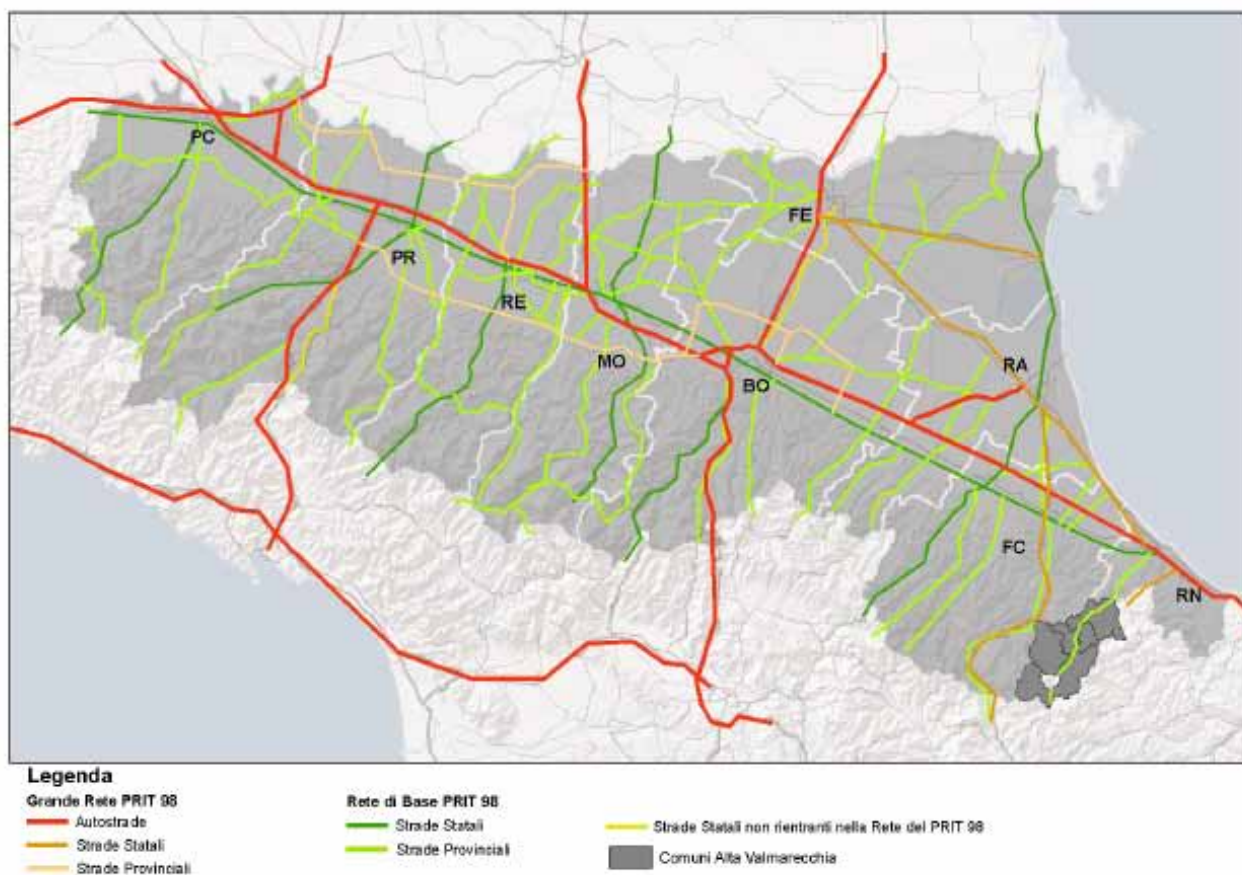 PC
FE
PR
RE
RA
MO
BO
FC
RN
Legenda
Grande Rete PRIT 98
Autostrade
Strade Statali
Strade Provinciali
Rete di Base PRIT 98
Strade Statali
Strade Provinciali
Strade Statali non rientranti nella Rete del PRIT 98
Comuni Alta Valmarecchia